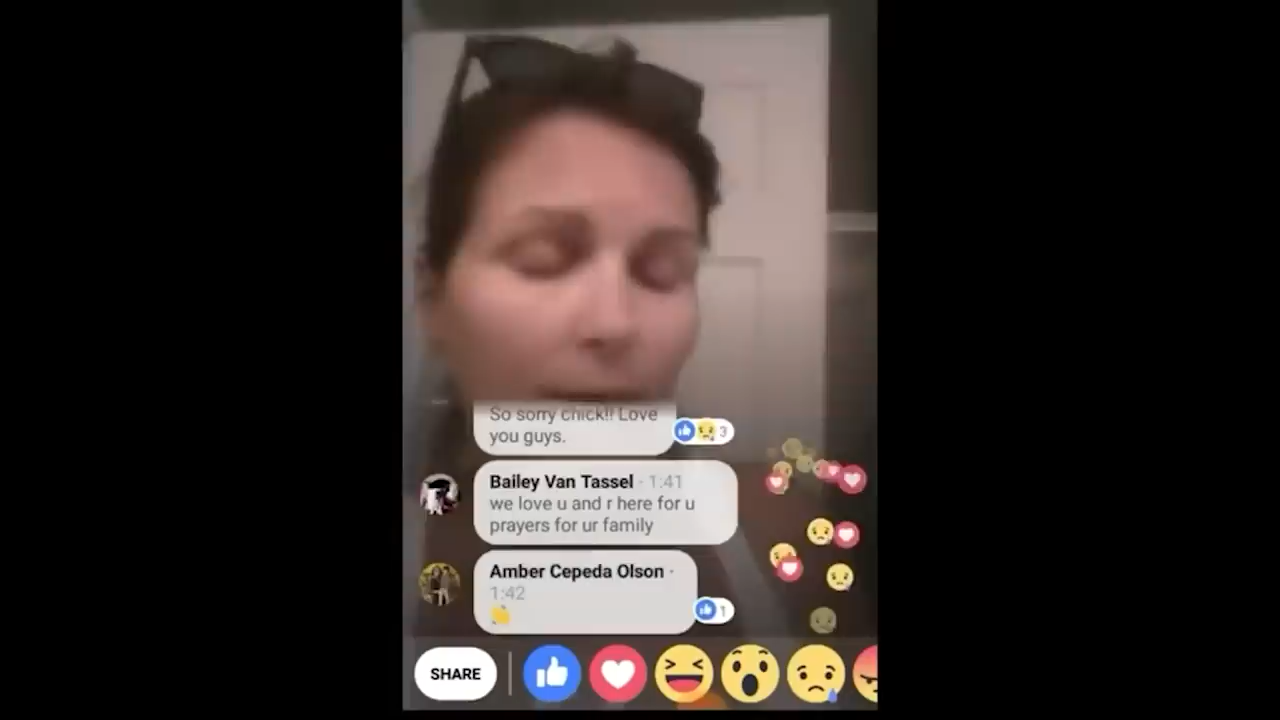 So sorry chick!! Love
you guys.
3
Bailey Van Tassel · 1:41
we love u and r here for u
prayers for ur family
Amber Cepeda Olson ·
1:42
1
SHARE